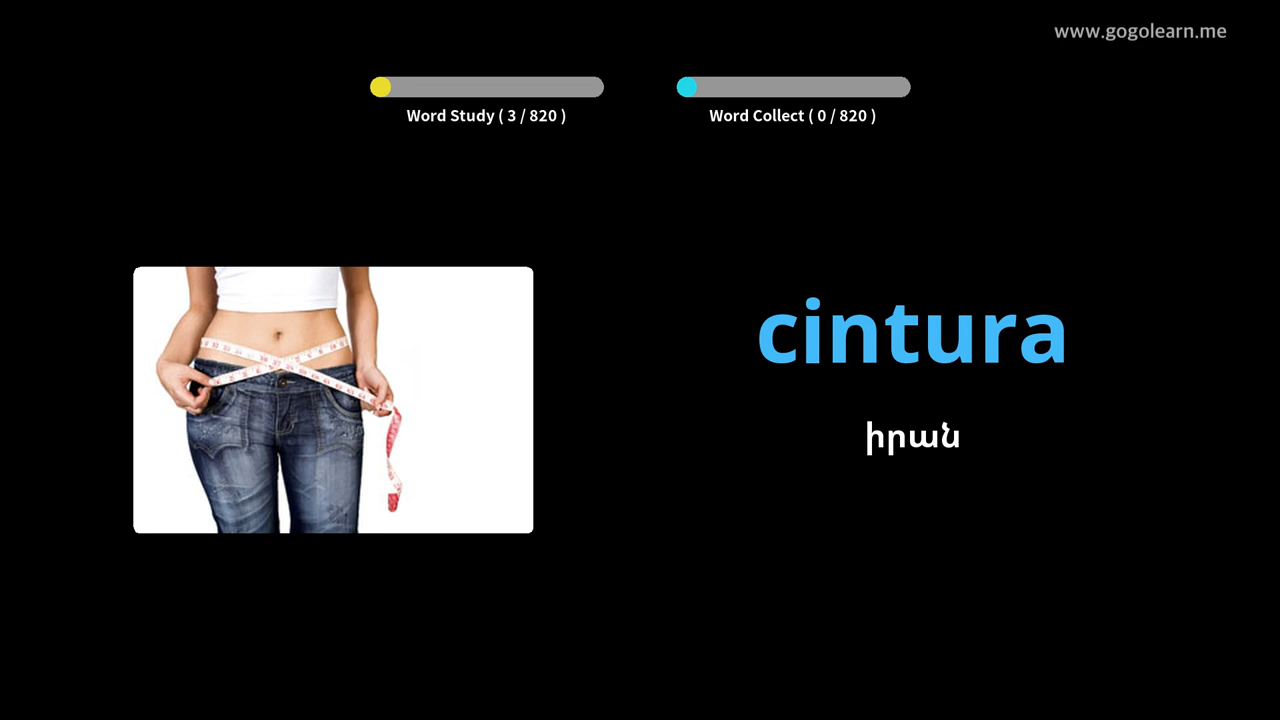 www.gogolearn.me
Word Study ( 3 / 820 )
Word Collect ( 0 / 820 )
cintura
իրան